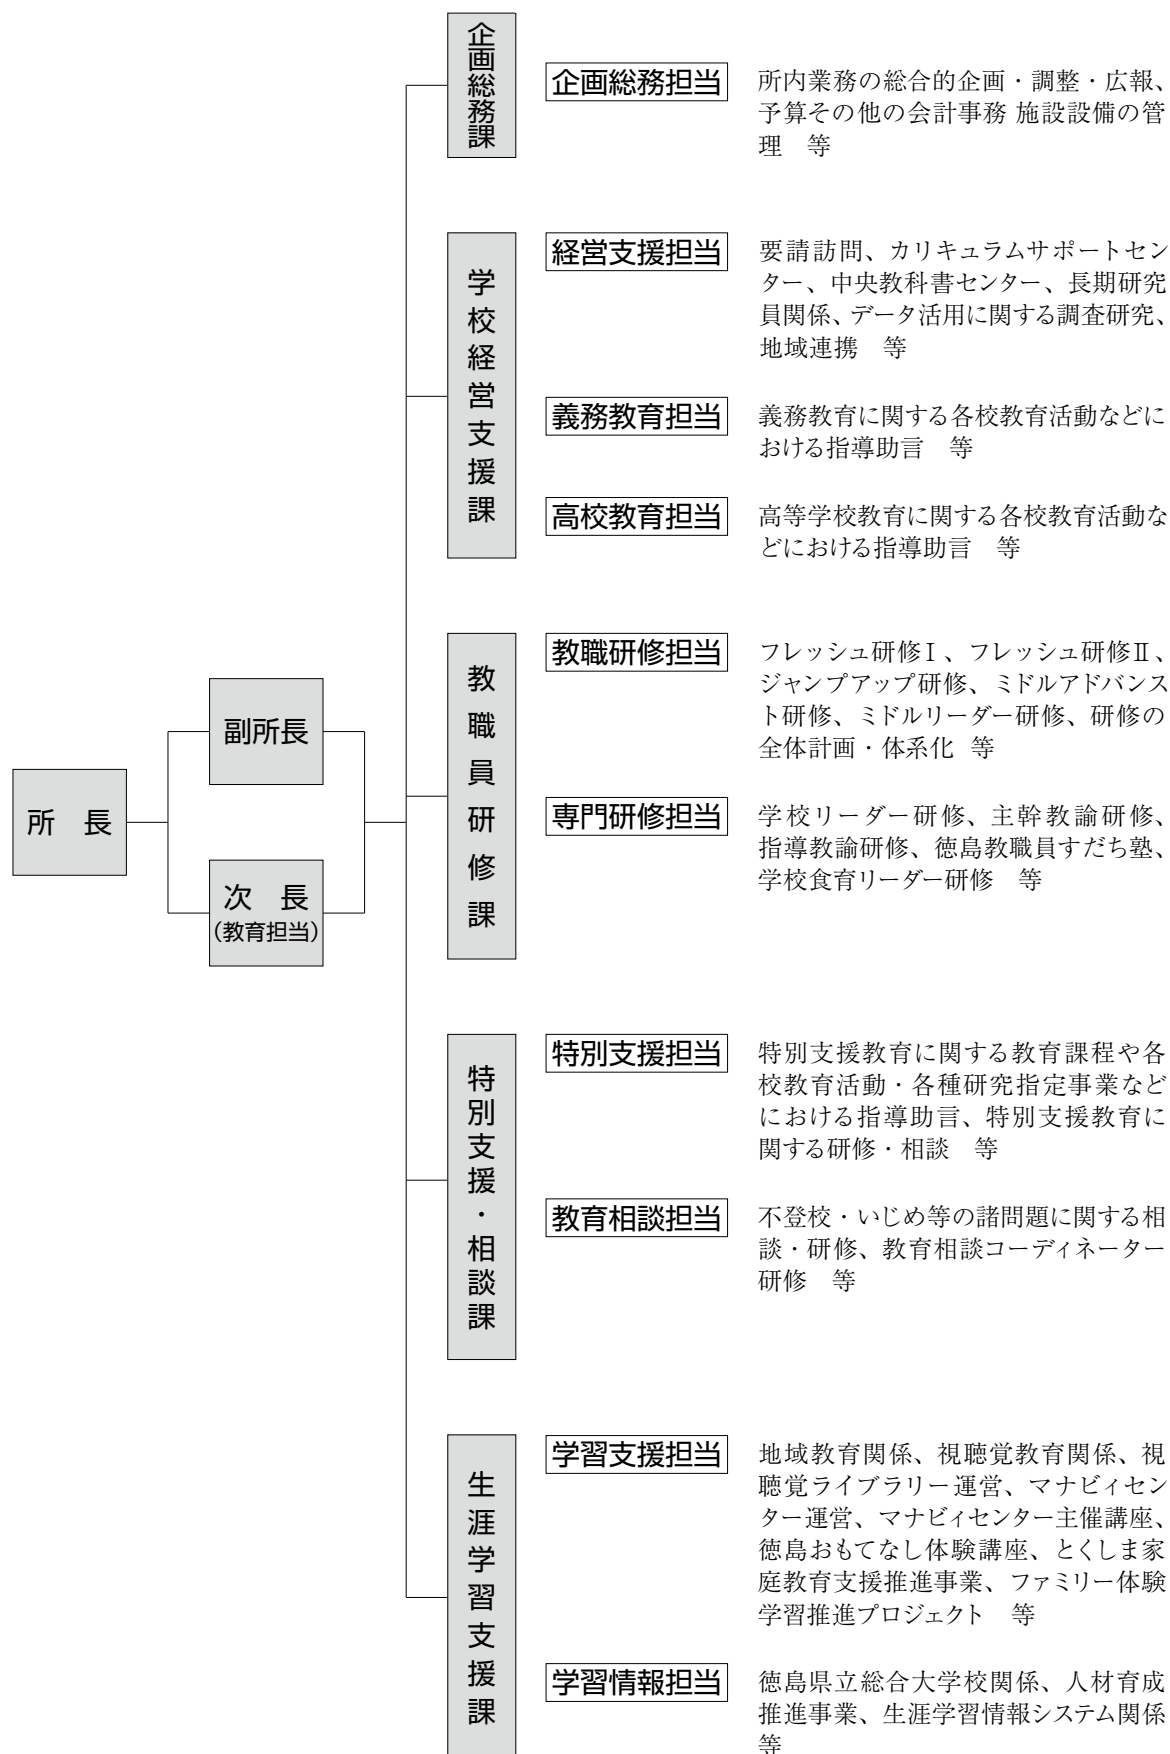 所　長
副所長
次　長
（教育担当）
企画総務課
企画総務担当
所内業務の総合的企画・調整・広報、
予算その他の会計事務 施設設備の管
理　等
学校経営支援課
経営支援担当
要請訪問、カリキュラムサポートセン
ター、中央教科書センター、長期研究
員関係、データ活用に関する調査研究、
地域連携　等
義務教育担当
義務教育に関する各校教育活動などに
おける指導助言　等
高校教育担当
高等学校教育に関する各校教育活動な
どにおける指導助言　等
教職員研修課
教職研修担当
フレッシュ研修Ⅰ、フレッシュ研修Ⅱ、
ジャンプアップ研修、ミドルアドバンス
ト研修、ミドルリーダー研修、研修の
全体計画・体系化　等
専門研修担当
学校リーダー研修、主幹教諭研修、
指導教諭研修、徳島教職員すだち塾、
学校食育リーダー研修　等
特別支援・相談課
特別支援担当
特別支援教育に関する教育課程や各
校教育活動・各種研究指定事業など
における指導助言、特別支援教育に
関する研修・相談　等
教育相談担当
不登校・いじめ等の諸問題に関する相
談・研修、教育相談コーディネーター
研修　等
生涯学習支援課
学習支援担当
地域教育関係、視聴覚教育関係、視
聴覚ライブラリー運営、マナビィセン
ター運営、マナビィセンター主催講座、
徳島おもてなし体験講座、とくしま家
庭教育支援推進事業、ファミリー体験
学習推進プロジェクト　等
学習情報担当
徳島県立総合大学校関係、人材育成
推進事業、生涯学習情報システム関係
等